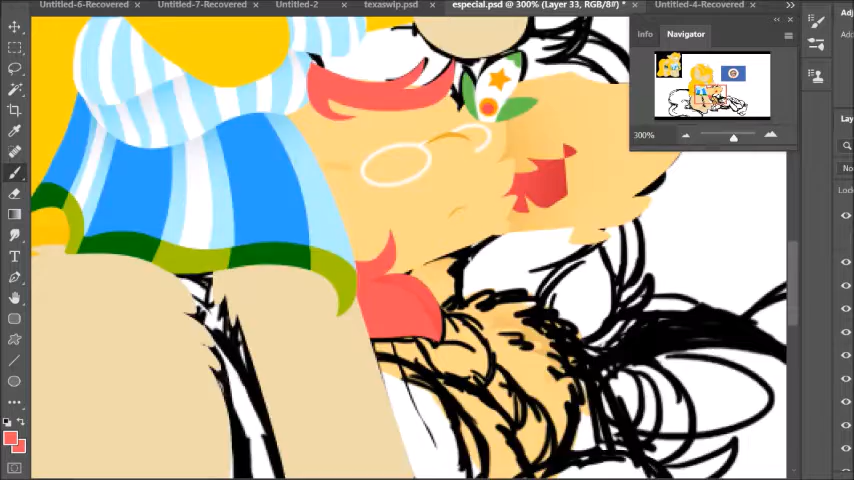 Untitled-6-Recovered × Untitled-7-Recovered × Untitled-2 × texaswip.psd × especial.psd @ 300% (Layer 33, RGB/8#) * × Untitled-4-Recovered ×
Info Navigator
300%